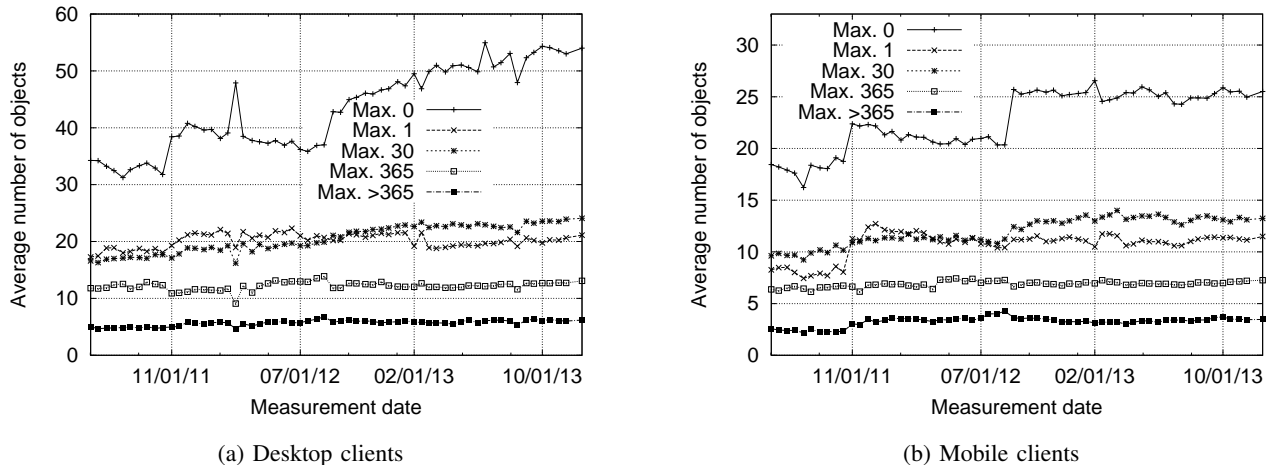 60
50
40
30
20
10
0
Average number of objects
Max. 0
Max. 1
Max. 30
Max. 365
Max. >365
11/01/11 07/01/12 02/01/13 10/01/13
Measurement date
(a) Desktop clients
30
25
20
15
10
5
0
Average number of objects
Max. 0
Max. 1
Max. 30
Max. 365
Max. >365
11/01/11 07/01/12 02/01/13 10/01/13
Measurement date
(b) Mobile clients